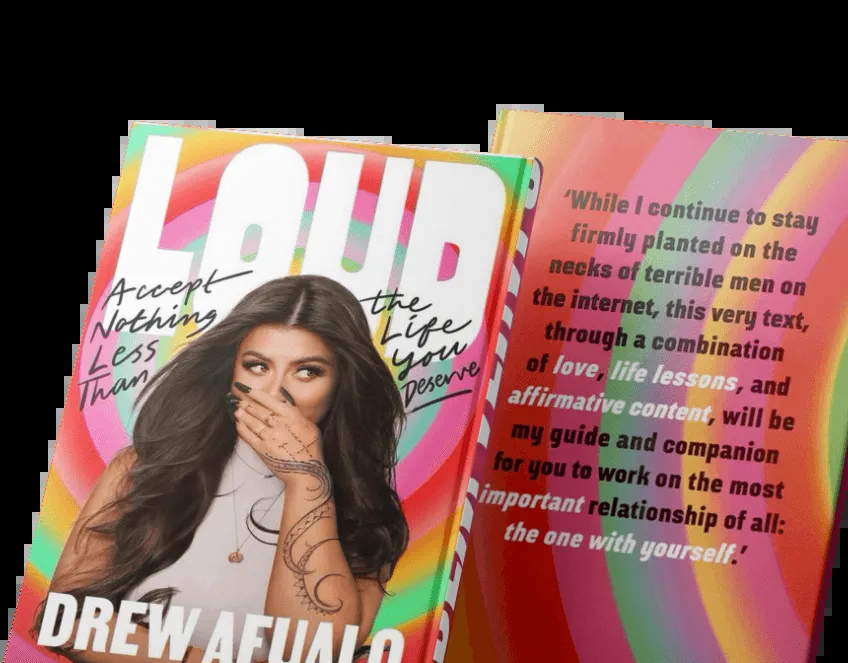 LOUD
Accept
Nothing
Less
Than
the
Life
you
Deserve
DREW AFUALO
'While I continue to stay
firmly planted on the
necks of terrible men on
the internet, this very text,
through a combination
of love, life lessons, and
affirmative content, will be
my guide and companion
for you to work on the most
important relationship of all:
the one with yourself.'